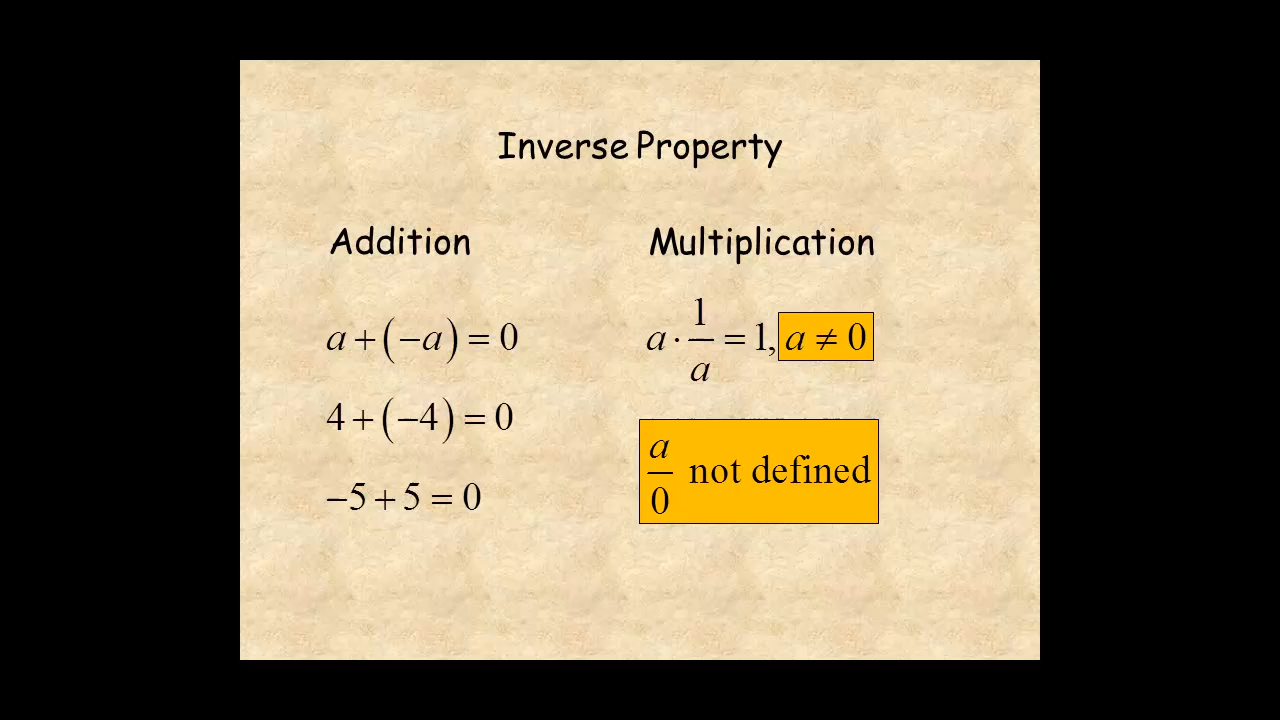 Inverse Property
Addition
a + (−a) = 0
4 + (−4) = 0
−5 + 5 = 0
Multiplication
a · 1/a = 1, a ≠ 0
a/0 not defined